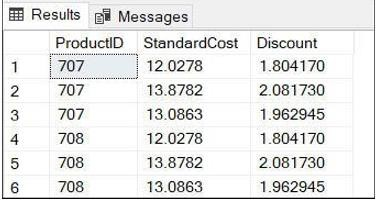 Results Messages
ProductID StandardCost Discount
1 707 12.0278 1.804170
2 707 13.8782 2.081730
3 707 13.0863 1.962945
4 708 12.0278 1.804170
5 708 13.8782 2.081730
6 708 13.0863 1.962945